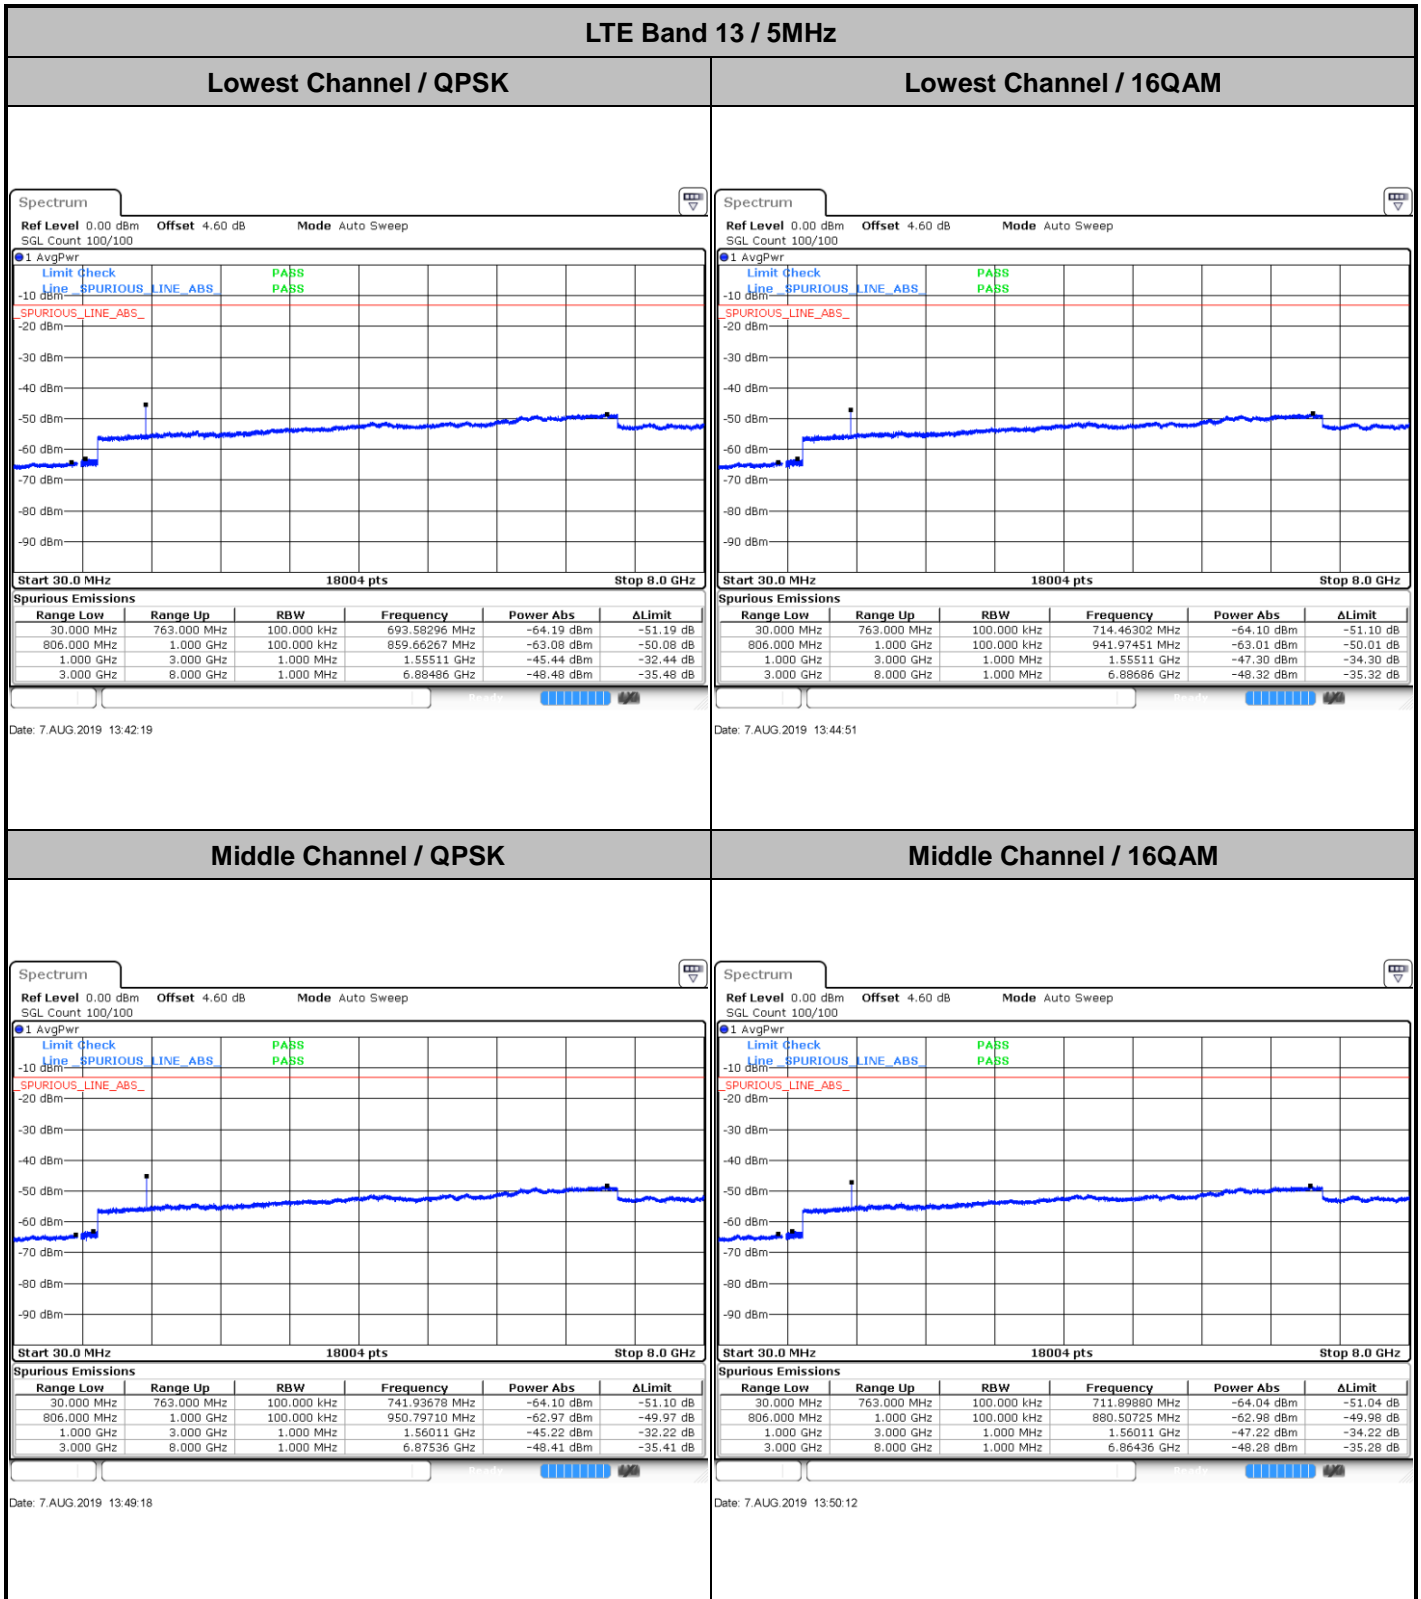 LTE Band 13 / 5MHz
Lowest Channel / QPSK
Lowest Channel / 16QAM
Spectrum
Ref Level 0.00 dBm Offset 4.60 dB Mode Auto Sweep
SGL Count 100/100
1 AvgPwr
Limit Check PASS
Line _SPURIOUS_LINE_ABS_ PASS
-10 dBm
_SPURIOUS_LINE_ABS_
-20 dBm
-30 dBm
-40 dBm
-50 dBm
-60 dBm
-70 dBm
-80 dBm
-90 dBm
Start 30.0 MHz 18004 pts Stop 8.0 GHz
Spurious Emissions
Range Low Range Up RBW Frequency Power Abs ΔLimit
30.000 MHz 763.000 MHz 100.000 kHz 693.58296 MHz -64.19 dBm -51.19 dB
806.000 MHz 1.000 GHz 100.000 kHz 859.66267 MHz -63.08 dBm -50.08 dB
1.000 GHz 3.000 GHz 1.000 MHz 1.55511 GHz -45.44 dBm -32.44 dB
3.000 GHz 8.000 GHz 1.000 MHz 6.88486 GHz -48.48 dBm -35.48 dB
Ready
Date: 7.AUG.2019 13:42:19
Spectrum
Ref Level 0.00 dBm Offset 4.60 dB Mode Auto Sweep
SGL Count 100/100
1 AvgPwr
Limit Check PASS
Line _SPURIOUS_LINE_ABS_ PASS
-10 dBm
_SPURIOUS_LINE_ABS_
-20 dBm
-30 dBm
-40 dBm
-50 dBm
-60 dBm
-70 dBm
-80 dBm
-90 dBm
Start 30.0 MHz 18004 pts Stop 8.0 GHz
Spurious Emissions
Range Low Range Up RBW Frequency Power Abs ΔLimit
30.000 MHz 763.000 MHz 100.000 kHz 714.46302 MHz -64.10 dBm -51.10 dB
806.000 MHz 1.000 GHz 100.000 kHz 941.97451 MHz -63.01 dBm -50.01 dB
1.000 GHz 3.000 GHz 1.000 MHz 1.55511 GHz -47.30 dBm -34.30 dB
3.000 GHz 8.000 GHz 1.000 MHz 6.88686 GHz -48.32 dBm -35.32 dB
Ready
Date: 7.AUG.2019 13:44:51
Middle Channel / QPSK
Middle Channel / 16QAM
Spectrum
Ref Level 0.00 dBm Offset 4.60 dB Mode Auto Sweep
SGL Count 100/100
1 AvgPwr
Limit Check PASS
Line _SPURIOUS_LINE_ABS_ PASS
-10 dBm
_SPURIOUS_LINE_ABS_
-20 dBm
-30 dBm
-40 dBm
-50 dBm
-60 dBm
-70 dBm
-80 dBm
-90 dBm
Start 30.0 MHz 18004 pts Stop 8.0 GHz
Spurious Emissions
Range Low Range Up RBW Frequency Power Abs ΔLimit
30.000 MHz 763.000 MHz 100.000 kHz 741.93678 MHz -64.10 dBm -51.10 dB
806.000 MHz 1.000 GHz 100.000 kHz 950.79710 MHz -62.97 dBm -49.97 dB
1.000 GHz 3.000 GHz 1.000 MHz 1.56011 GHz -45.22 dBm -32.22 dB
3.000 GHz 8.000 GHz 1.000 MHz 6.87536 GHz -48.41 dBm -35.41 dB
Ready
Date: 7.AUG.2019 13:49:18
Spectrum
Ref Level 0.00 dBm Offset 4.60 dB Mode Auto Sweep
SGL Count 100/100
1 AvgPwr
Limit Check PASS
Line _SPURIOUS_LINE_ABS_ PASS
-10 dBm
_SPURIOUS_LINE_ABS_
-20 dBm
-30 dBm
-40 dBm
-50 dBm
-60 dBm
-70 dBm
-80 dBm
-90 dBm
Start 30.0 MHz 18004 pts Stop 8.0 GHz
Spurious Emissions
Range Low Range Up RBW Frequency Power Abs ΔLimit
30.000 MHz 763.000 MHz 100.000 kHz 711.89880 MHz -64.04 dBm -51.04 dB
806.000 MHz 1.000 GHz 100.000 kHz 880.50725 MHz -62.98 dBm -49.98 dB
1.000 GHz 3.000 GHz 1.000 MHz 1.56011 GHz -47.22 dBm -34.22 dB
3.000 GHz 8.000 GHz 1.000 MHz 6.86436 GHz -48.28 dBm -35.28 dB
Ready
Date: 7.AUG.2019 13:50:12